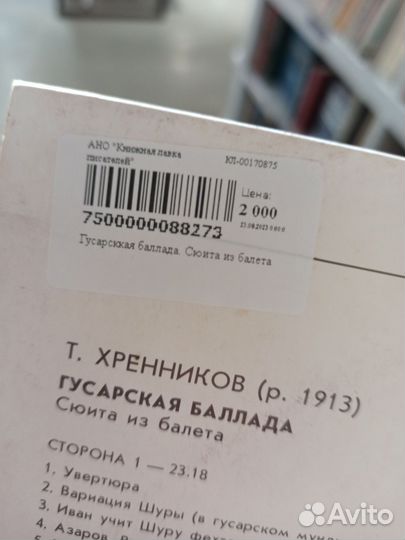 АНО "Книжная лавка писателей"
КЛ-00170875
Цена:
2 000
7500000088273
Гусарсккая баллада. Сюита из балета
Т. ХРЕННИКОВ (р. 1913)
ГУСАРСКАЯ БАЛЛАДА
Сюита из балета
СТОРОНА 1 — 23.18
1. Увертюра
2. Вариация Шуры (в гусарском
3. Иван учит Шуру
4. Азаров.
Avito